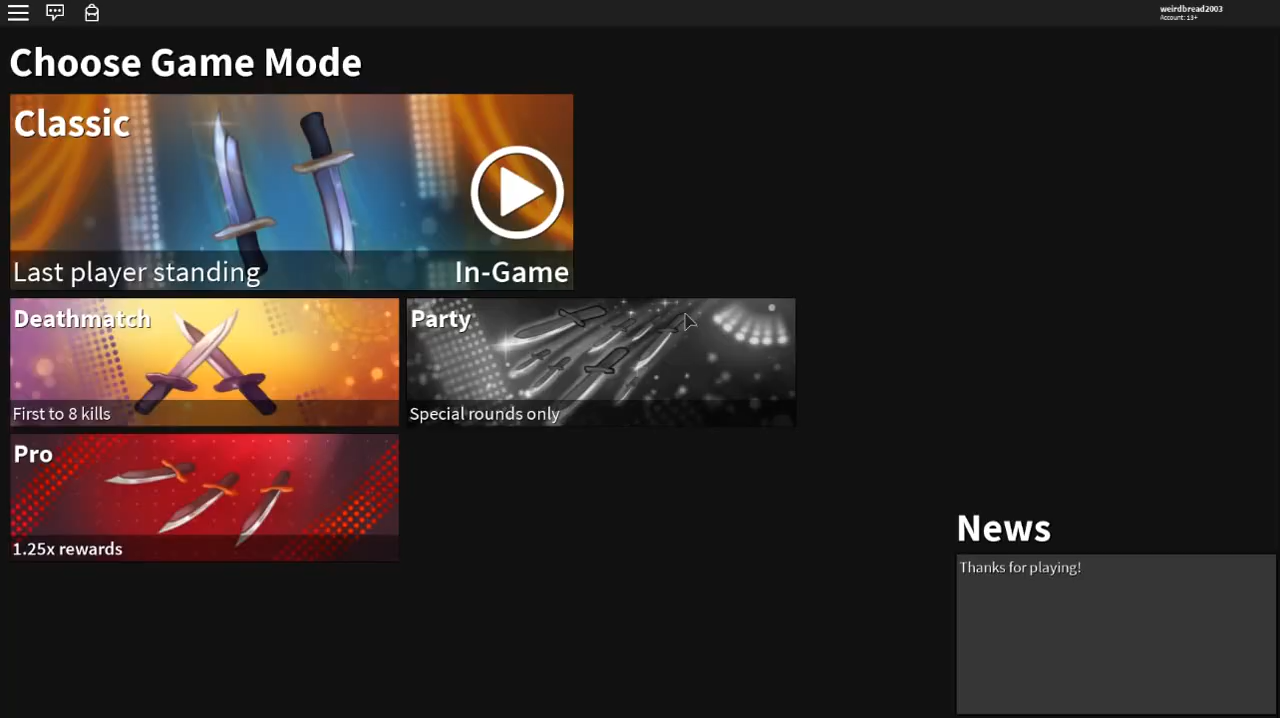 weirdbread2003
Account: 13+
Choose Game Mode
Classic
Last player standing
In-Game
Deathmatch
First to 8 kills
Party
Special rounds only
Pro
1.25x rewards
News
Thanks for playing!